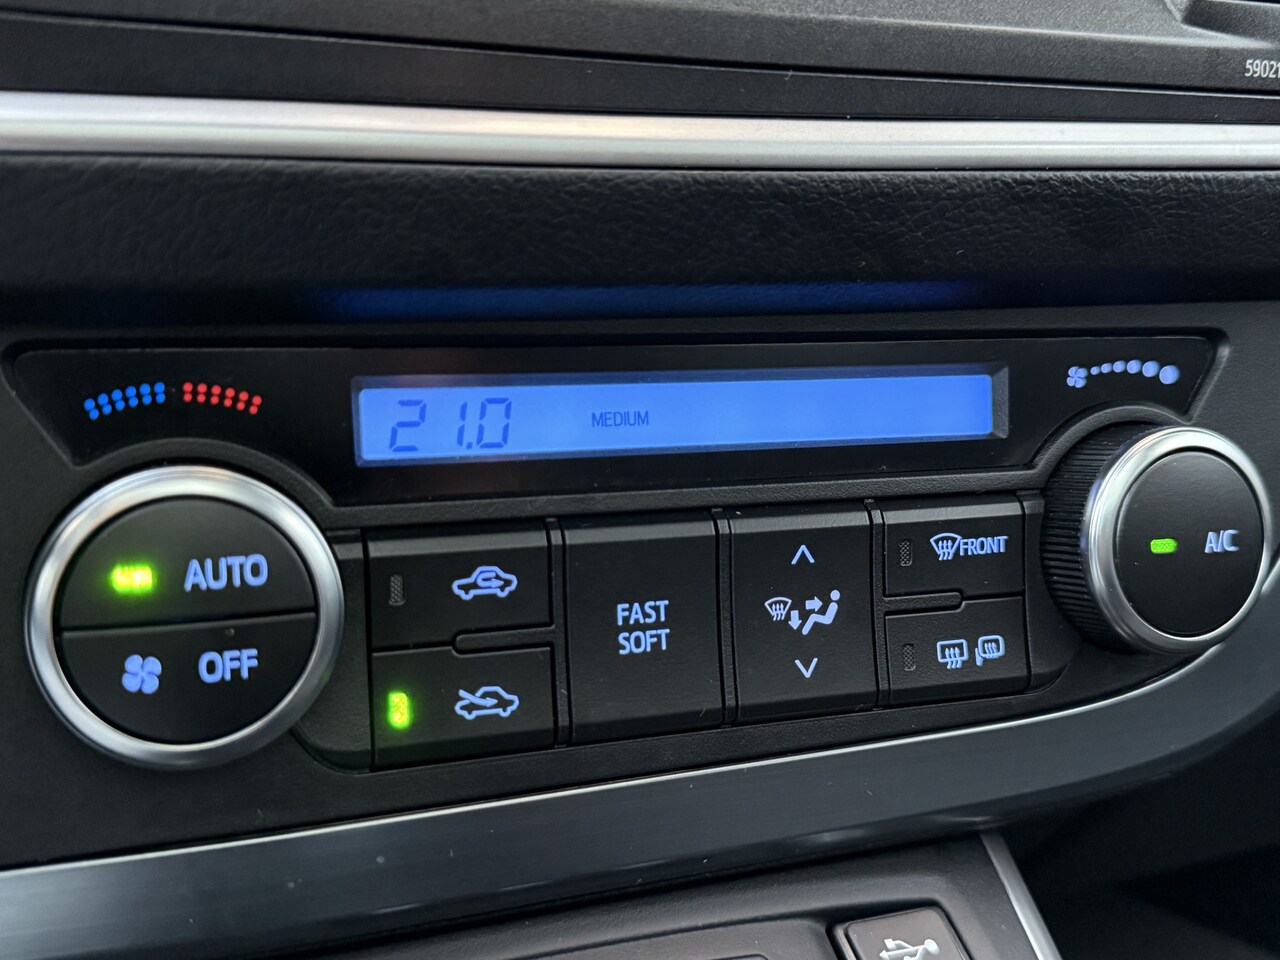 59021
21.0 MEDIUM
AUTO
OFF
FAST
SOFT
FRONT
A/C